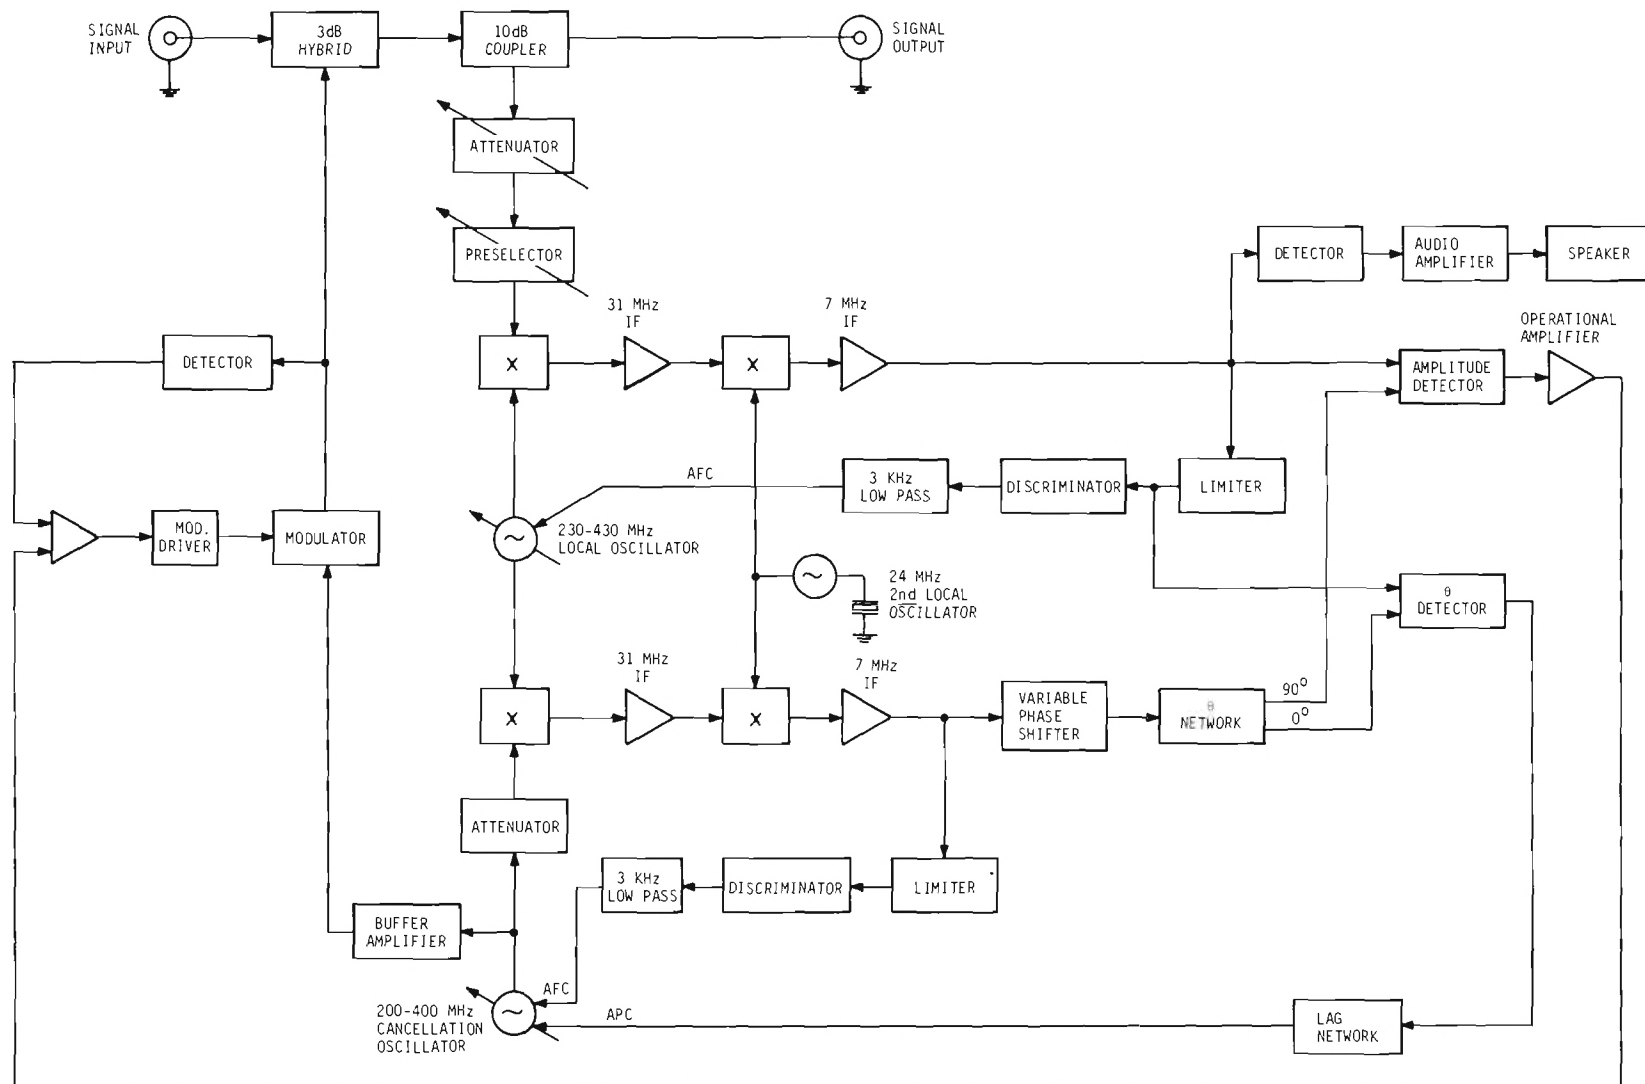 SIGNAL
INPUT
3dB
HYBRID
10dB
COUPLER
SIGNAL
OUTPUT
ATTENUATOR
PRESELECTOR
DETECTOR
AUDIO
AMPLIFIER
SPEAKER
31 MHz
IF
7 MHz
IF
OPERATIONAL
AMPLIFIER
DETECTOR
X
X
AMPLITUDE
DETECTOR
AFC
3 KHz
LOW PASS
DISCRIMINATOR
LIMITER
MOD.
DRIVER
MODULATOR
230-430 MHz
LOCAL OSCILLATOR
24 MHz
2nd LOCAL
OSCILLATOR
θ
DETECTOR
31 MHz
IF
7 MHz
IF
X
X
VARIABLE
PHASE
SHIFTER
θ
NETWORK
90°
0°
ATTENUATOR
3 KHz
LOW PASS
DISCRIMINATOR
LIMITER
BUFFER
AMPLIFIER
AFC
200-400 MHz
CANCELLATION
OSCILLATOR
APC
LAG
NETWORK